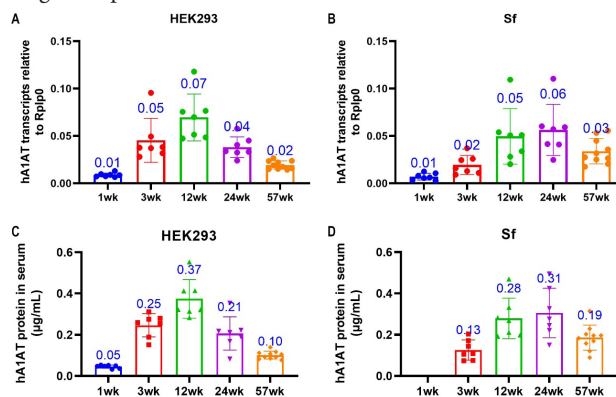 A
HEK293
hA1AT transcripts relative
to Rplp0
0.15
0.10
0.05
0.00
0.01
0.05
0.07
0.04
0.02
1wk
3wk
12wk
24wk
57wk
B
Sf
hA1AT transcripts relative
to Rplp0
0.15
0.10
0.05
0.00
0.01
0.02
0.05
0.06
0.03
1wk
3wk
12wk
24wk
57wk
C
HEK293
hA1AT protein in serum
(µg/mL)
0.6
0.4
0.2
0.0
0.05
0.25
0.37
0.21
0.10
1wk
3wk
12wk
24wk
57wk
D
Sf
hA1AT protein in serum
(µg/mL)
0.6
0.4
0.2
0.0
0.13
0.28
0.31
0.19
1wk
3wk
12wk
24wk
57wk